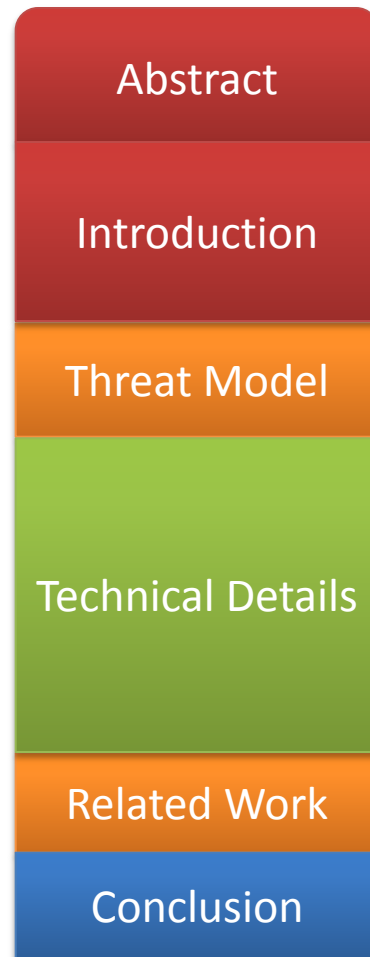 Abstract
Introduction
Threat Model
Technical Details
Related Work
Conclusion